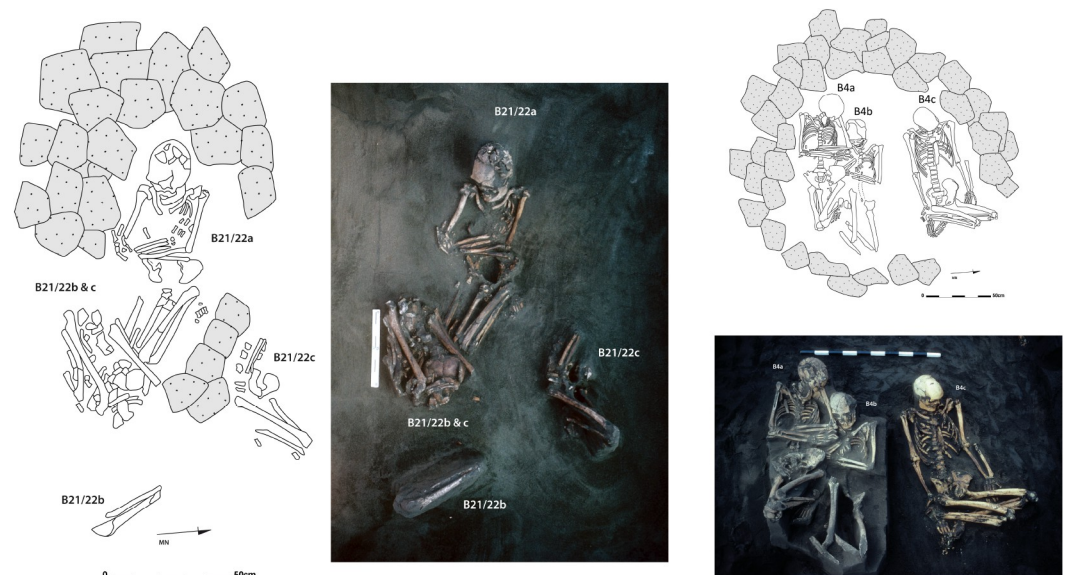 B21/22a
B21/22b & c
B21/22c
B21/22b
MN
0 50cm
B21/22a
B21/22c
B21/22b & c
B21/22b
B4a
B4b
B4c
0 50cm
B4a
B4b
B4c